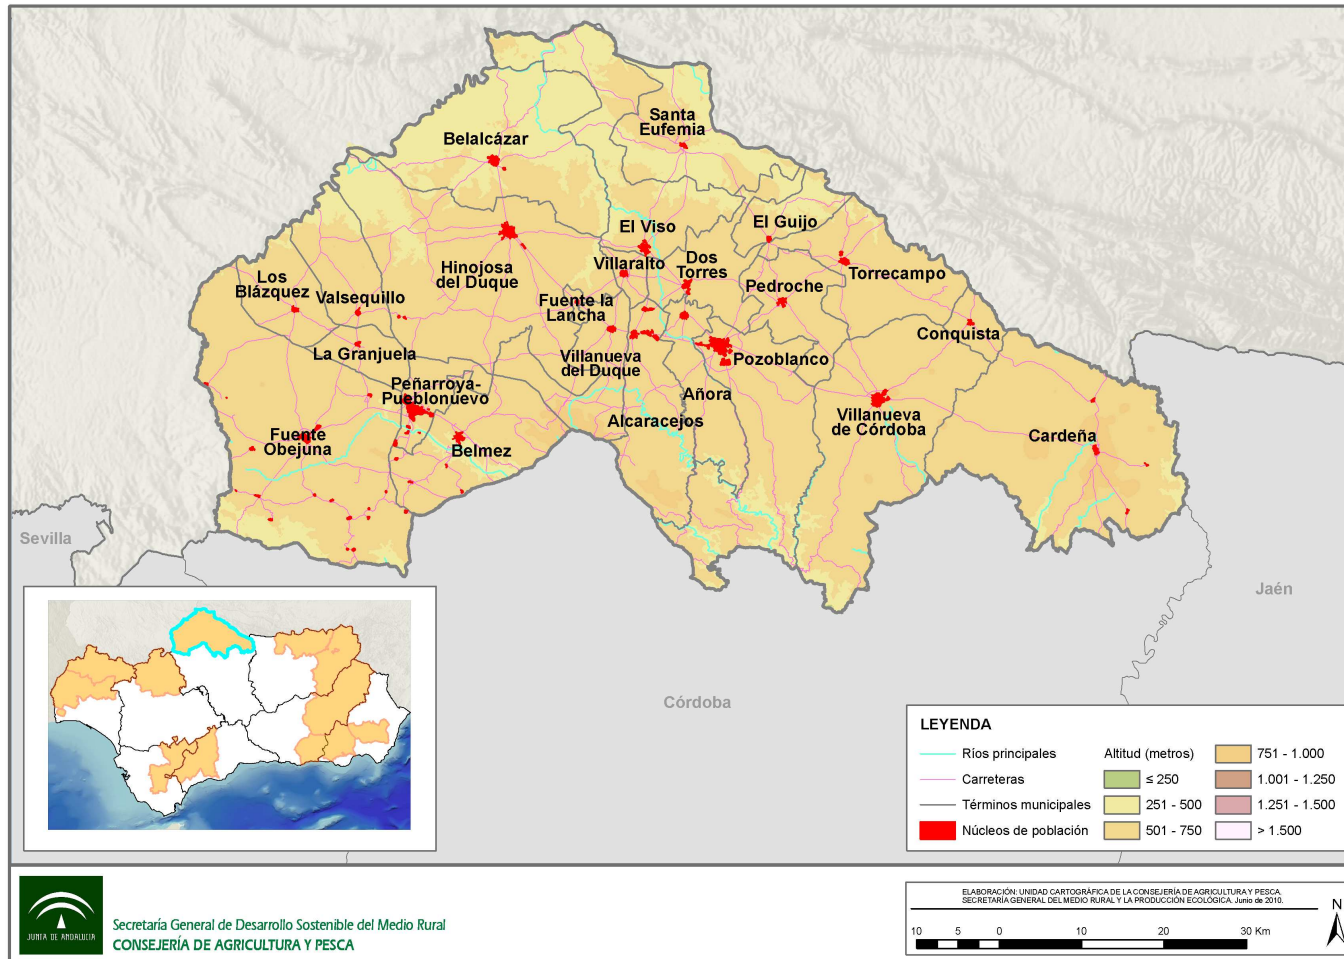 Santa
Eufemia
Belalcázar
El Viso
El Guijo
Villaralto
Dos
Torres
Hinojosa
del Duque
Torrecampo
Los
Blázquez
Valsequillo
Pedroche
Fuente la
Lancha
Conquista
La Granjuela
Villanueva
del Duque
Pozoblanco
Peñarroya-
Pueblonuevo
Añora
Alcaracejos
Villanueva
de Córdoba
Fuente
Obejuna
Belmez
Cardeña
Sevilla
Jaén
Córdoba
LEYENDA
Ríos principales
Carreteras
Términos municipales
Núcleos de población
Altitud (metros)
≤ 250
251 - 500
501 - 750
751 - 1.000
1.001 - 1.250
1.251 - 1.500
> 1.500
JUNTA DE ANDALUCIA
Secretaría General de Desarrollo Sostenible del Medio Rural
CONSEJERÍA DE AGRICULTURA Y PESCA
ELABORACIÓN: UNIDAD CARTOGRÁFICA DE LA CONSEJERÍA DE AGRICULTURA Y PESCA.
SECRETARÍA GENERAL DEL MEDIO RURAL Y LA PRODUCCIÓN ECOLÓGICA. Junio de 2010.
10 5 0 10 20 30 Km
N